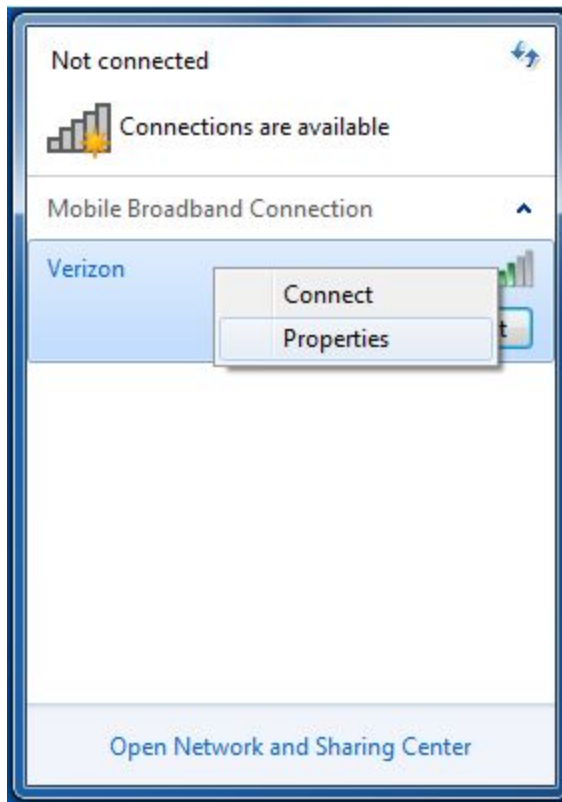 Not connected
Connections are available
Mobile Broadband Connection
Verizon
Connect
Properties
t
Open Network and Sharing Center